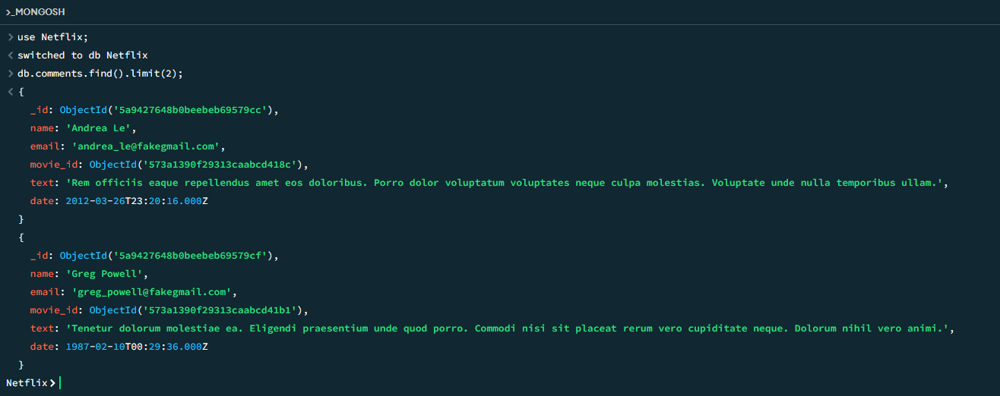 >_MONGOSH
> use Netflix;
< switched to db Netflix
> db.comments.find().limit(2);
< {
_id: ObjectId('5a9427648b0beebeb69579cc'),
name: 'Andrea Le',
email: 'andrea_le@fakegmail.com',
movie_id: ObjectId('573a1390f29313caabcd418c'),
text: 'Rem officiis eaque repellendus amet eos doloribus. Porro dolor voluptatum voluptates neque culpa molestias. Voluptate unde nulla temporibus ullam.',
date: 2012-03-26T23:20:16.000Z
}
{
_id: ObjectId('5a9427648b0beebeb69579cf'),
name: 'Greg Powell',
email: 'greg_powell@fakegmail.com',
movie_id: ObjectId('573a1390f29313caabcd41b1'),
text: 'Tenetur dolorum molestiae ea. Eligendi praesentium unde quod porro. Commodi nisi sit placeat rerum vero cupiditate neque. Dolorum nihil vero animi.',
date: 1987-02-10T00:29:36.000Z
}
Netflix>